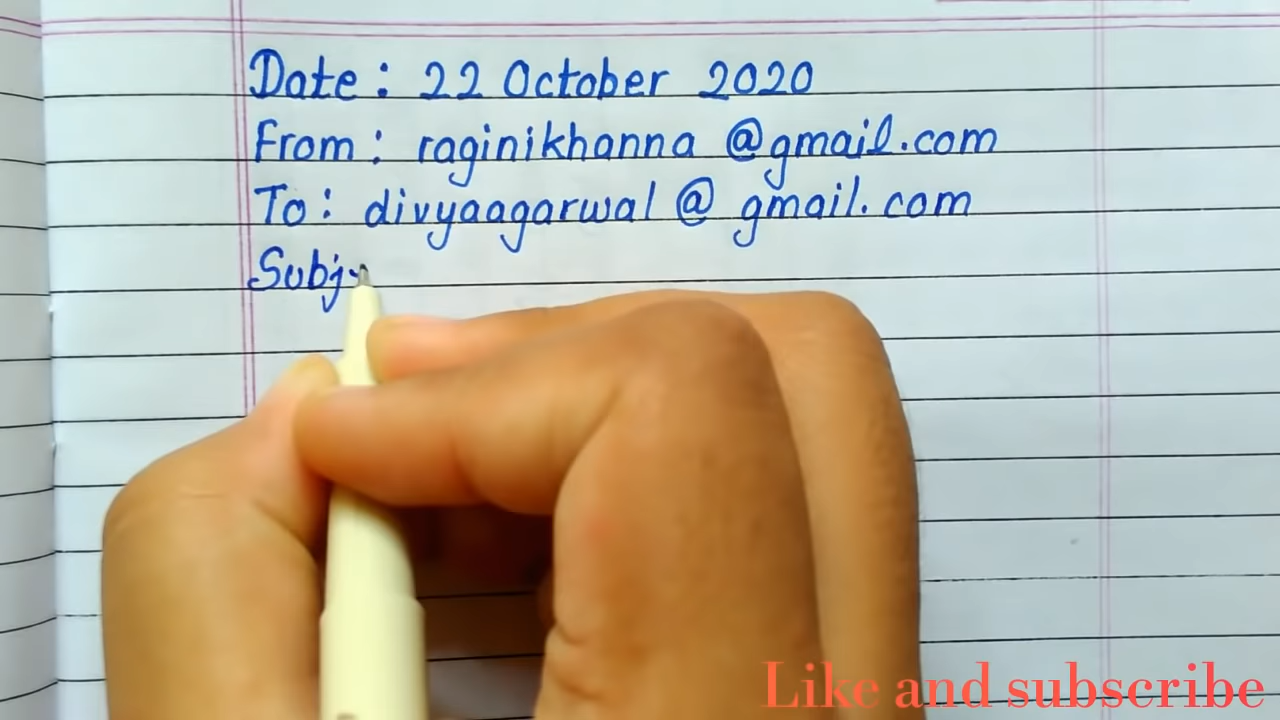 Date : 22 October 2020
From : raginikhanna @gmail.com
To : divyaagarwal @ gmail. com
Subj
Like and subscribe